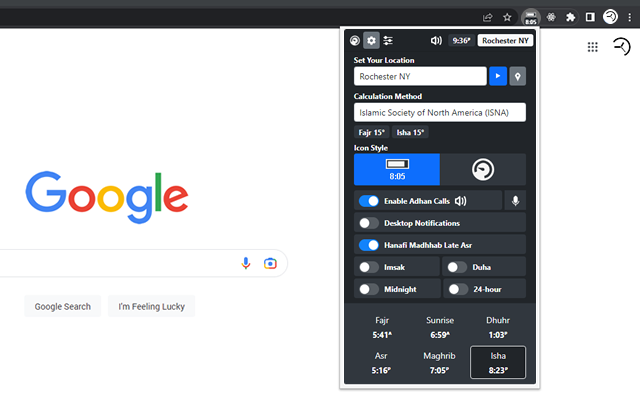 8:05
9:36ᴾ
Rochester NY
Set Your Location
Rochester NY
Calculation Method
Islamic Society of North America (ISNA)
Fajr 15°
Isha 15°
Icon Style
8:05
Enable Adhan Calls
Desktop Notifications
Hanafi Madhhab Late Asr
Imsak
Duha
Midnight
24-hour
Fajr
Sunrise
Dhuhr
5:41ᴬ
6:59ᴬ
1:03ᴾ
Asr
Maghrib
Isha
5:16ᴾ
7:05ᴾ
8:23ᴾ
Google
Google Search
I'm Feeling Lucky